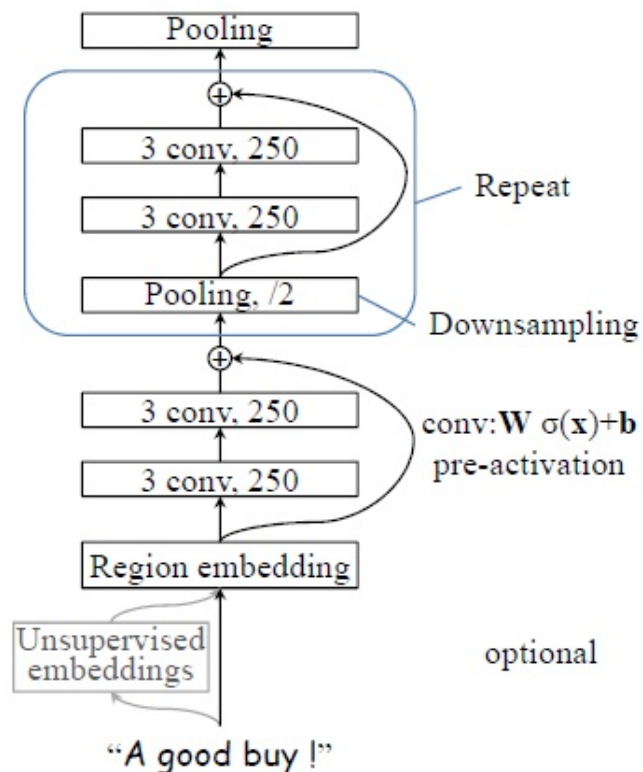 Pooling
+
3 conv, 250
3 conv, 250
Repeat
Pooling, /2
Downsampling
+
3 conv, 250
conv:W σ(x)+b
pre-activation
3 conv, 250
Region embedding
Unsupervised
embeddings
optional
“A good buy !”